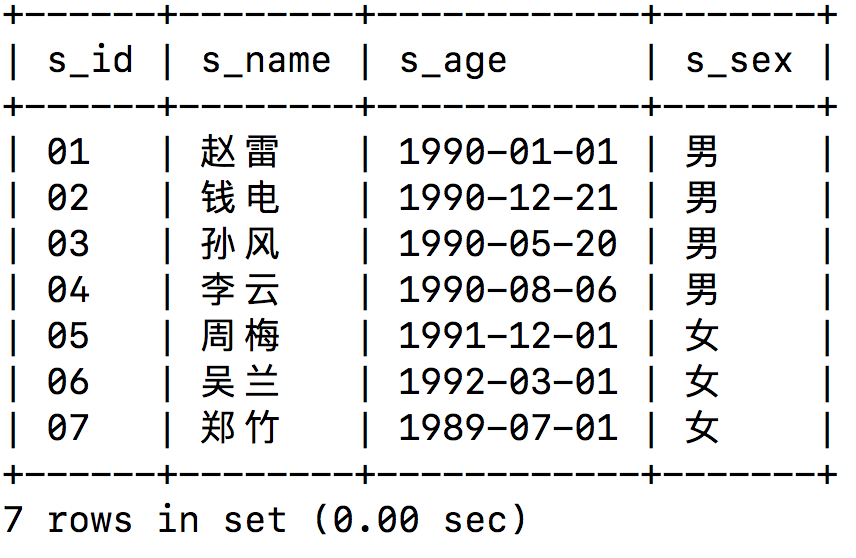 +-------+---------+-------------+-------+
| s_id | s_name | s_age | s_sex |
+-------+---------+-------------+-------+
| 01 | 赵雷 | 1990-01-01 | 男 |
| 02 | 钱电 | 1990-12-21 | 男 |
| 03 | 孙风 | 1990-05-20 | 男 |
| 04 | 李云 | 1990-08-06 | 男 |
| 05 | 周梅 | 1991-12-01 | 女 |
| 06 | 吴兰 | 1992-03-01 | 女 |
| 07 | 郑竹 | 1989-07-01 | 女 |
+-------+---------+-------------+-------+
7 rows in set (0.00 sec)